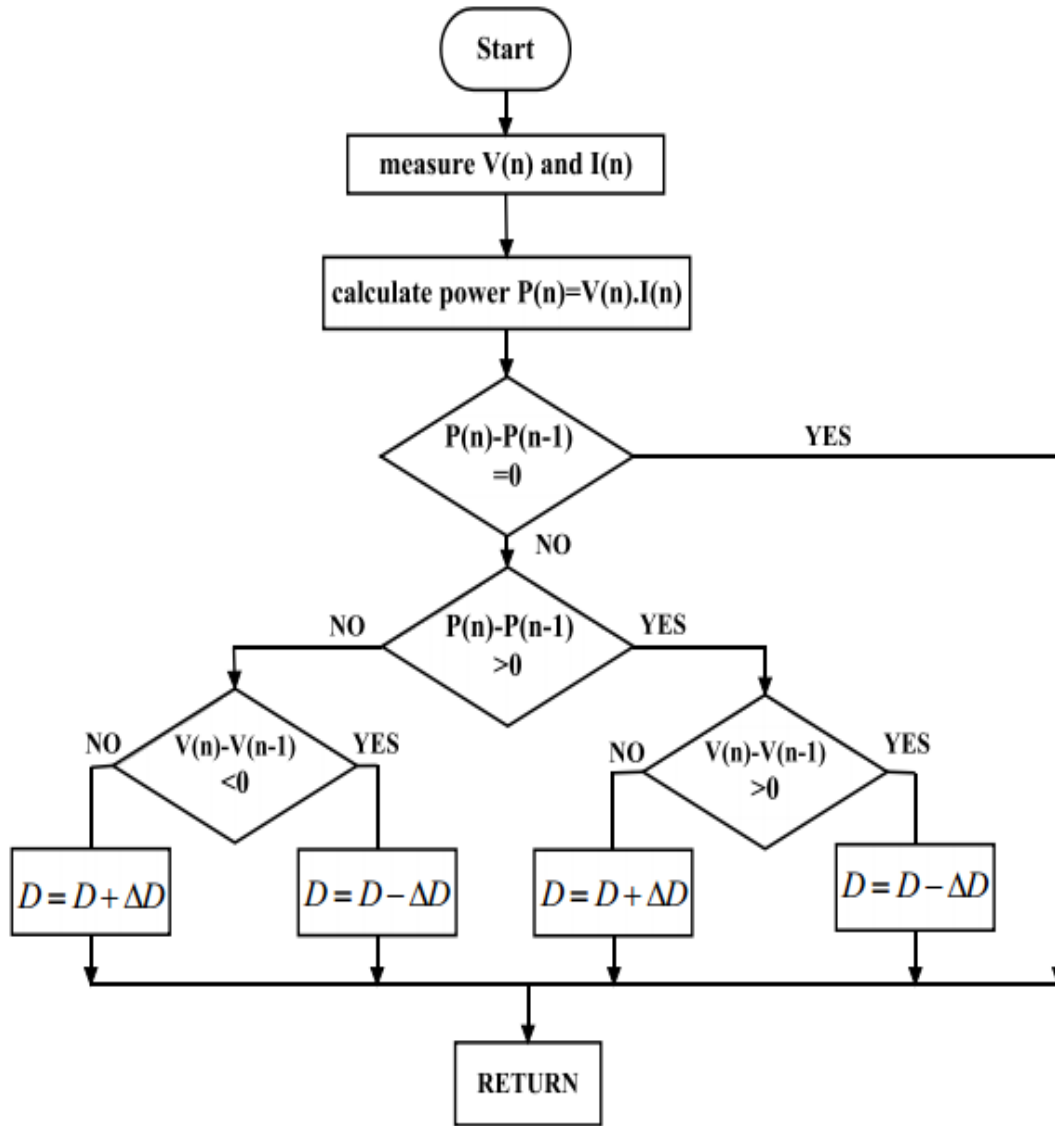 Start
measure V(n) and I(n)
calculate power P(n)=V(n).I(n)
P(n)-P(n-1)
=0
YES
NO
P(n)-P(n-1)
>0
NO
YES
V(n)-V(n-1)
<0
NO
YES
V(n)-V(n-1)
>0
NO
YES
D = D + ΔD
D = D − ΔD
D = D + ΔD
D = D − ΔD
RETURN